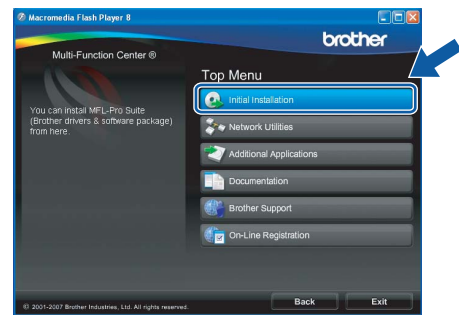 Macromedia Flash Player 8
brother
Multi-Function Center ®
Top Menu
Initial Installation
You can install MFL-Pro Suite
(Brother drivers & software package)
from here.
Network Utilities
Additional Applications
Documentation
Brother Support
On-Line Registration
© 2001-2007 Brother Industries, Ltd. All rights reserved.
Back
Exit